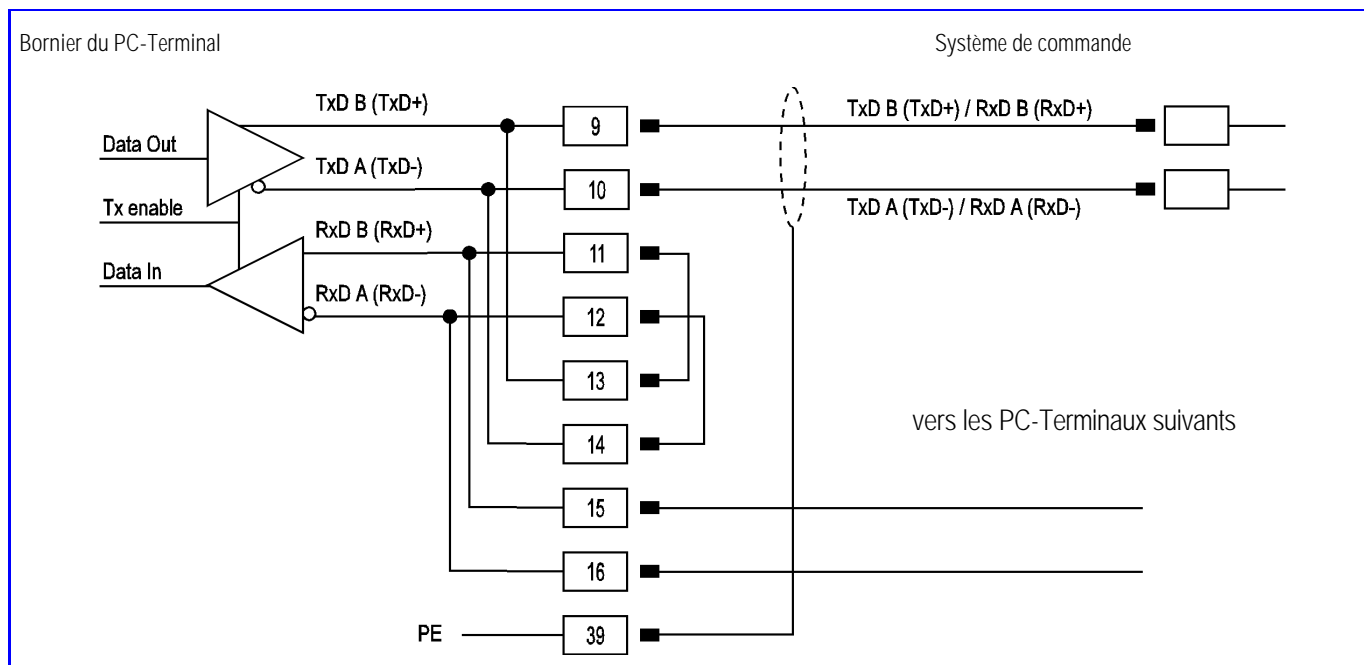 Bornier du PC-Terminal
Système de commande
TxD B (TxD+)
9
TxD B (TxD+) / RxD B (RxD+)
Data Out
TxD A (TxD-)
10
TxD A (TxD-) / RxD A (RxD-)
Tx enable
RxD B (RxD+)
11
Data In
RxD A (RxD-)
12
13
vers les PC-Terminaux suivants
14
15
16
PE
39